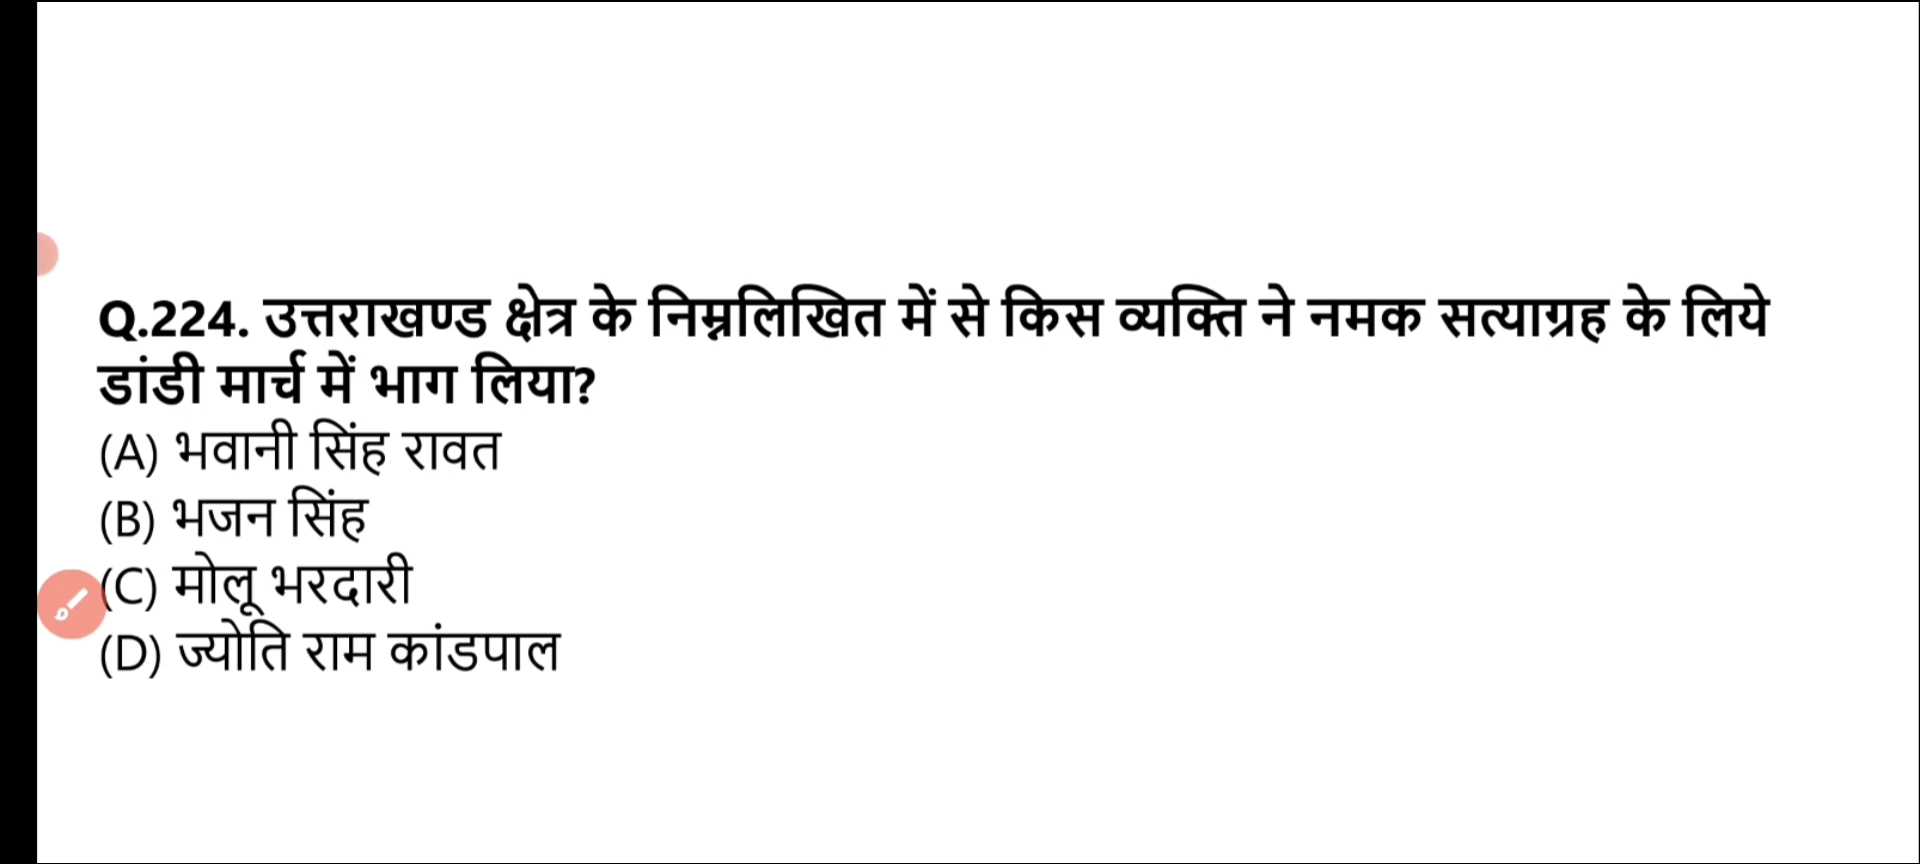 Q.224. उत्तराखण्ड क्षेत्र के निम्नलिखित में से किस व्यक्ति ने नमक सत्याग्रह के लिये
डांडी मार्च में भाग लिया?
(A) भवानी सिंह रावत
(B) भजन सिंह
(C) मोलू भरदारी
(D) ज्योति राम कांडपाल